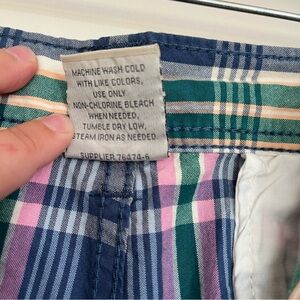 MACHINE WASH COLD
WITH LIKE COLORS,
USE ONLY
NON-CHLORINE BLEACH
WHEN NEEDED,
TUMBLE DRY LOW,
STEAM IRON AS NEEDED.
SUPPLIER 76474-6